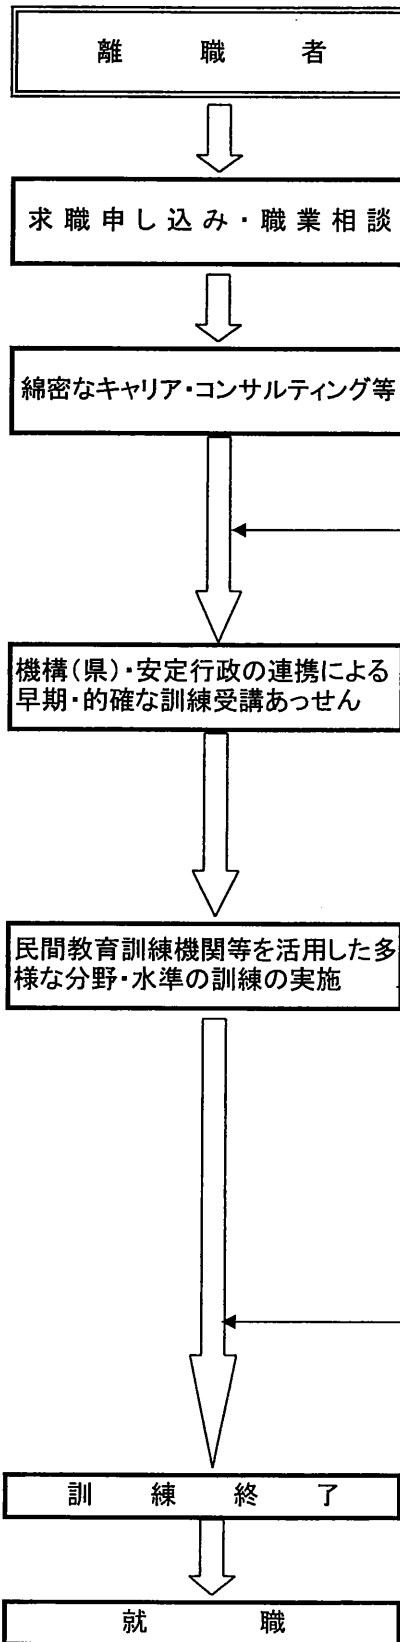 離職者
求職申し込み・職業相談
綿密なキャリア・コンサルティング等
機構(県)・安定行政の連携による
早期・的確な訓練受講あっせん
民間教育訓練機関等を活用した多
様な分野・水準の訓練の実施
訓練終了
就職